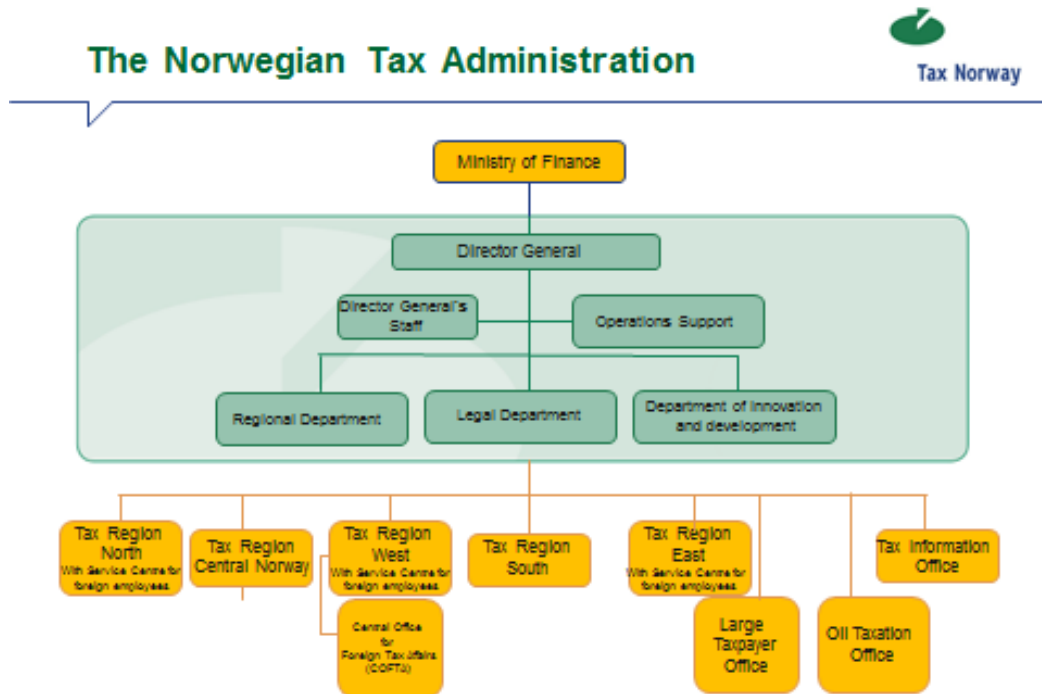 The Norwegian Tax Administration
Tax Norway
Ministry of Finance
Director General
Director General's
Staff
Operations Support
Regional Department
Legal Department
Department of Innovation
and development
Tax Region
North
With Service Centre for
foreign employees
Tax Region
Central Norway
Tax Region
West
With Service Centre for
foreign employees
Tax Region
South
Tax Region
East
With Service Centre for
foreign employees
Tax Information
Office
Central Office
for
Foreign Tax Affairs
(COFTA)
Large
Taxpayer
Office
Oil Taxation
Office